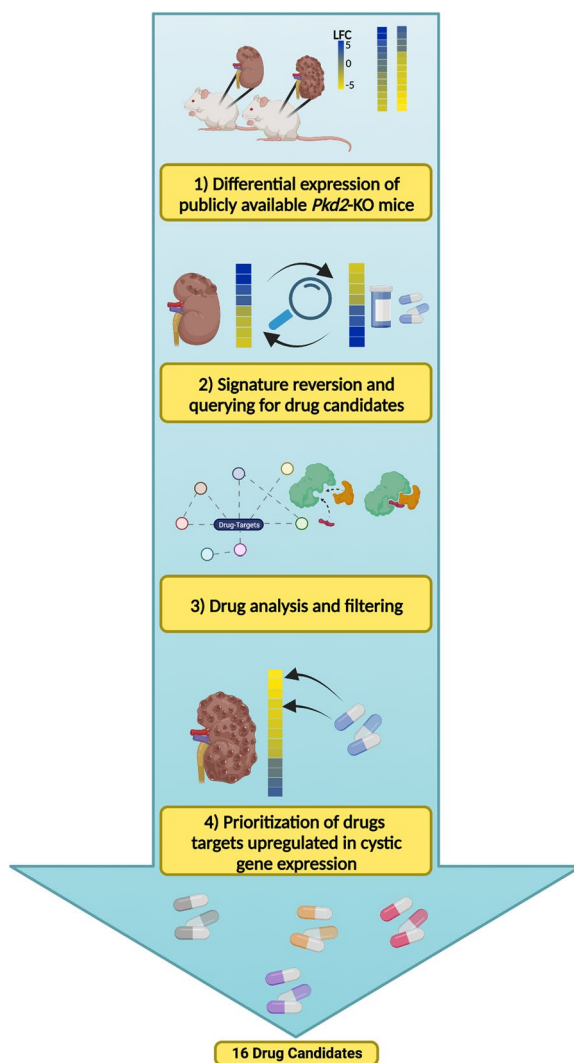 LFC
5
0
-5
1) Differential expression of
publicly available Pkd2-KO mice
2) Signature reversion and
querying for drug candidates
Drug-Targets
3) Drug analysis and filtering
4) Prioritization of drugs
targets upregulated in cystic
gene expression
16 Drug Candidates